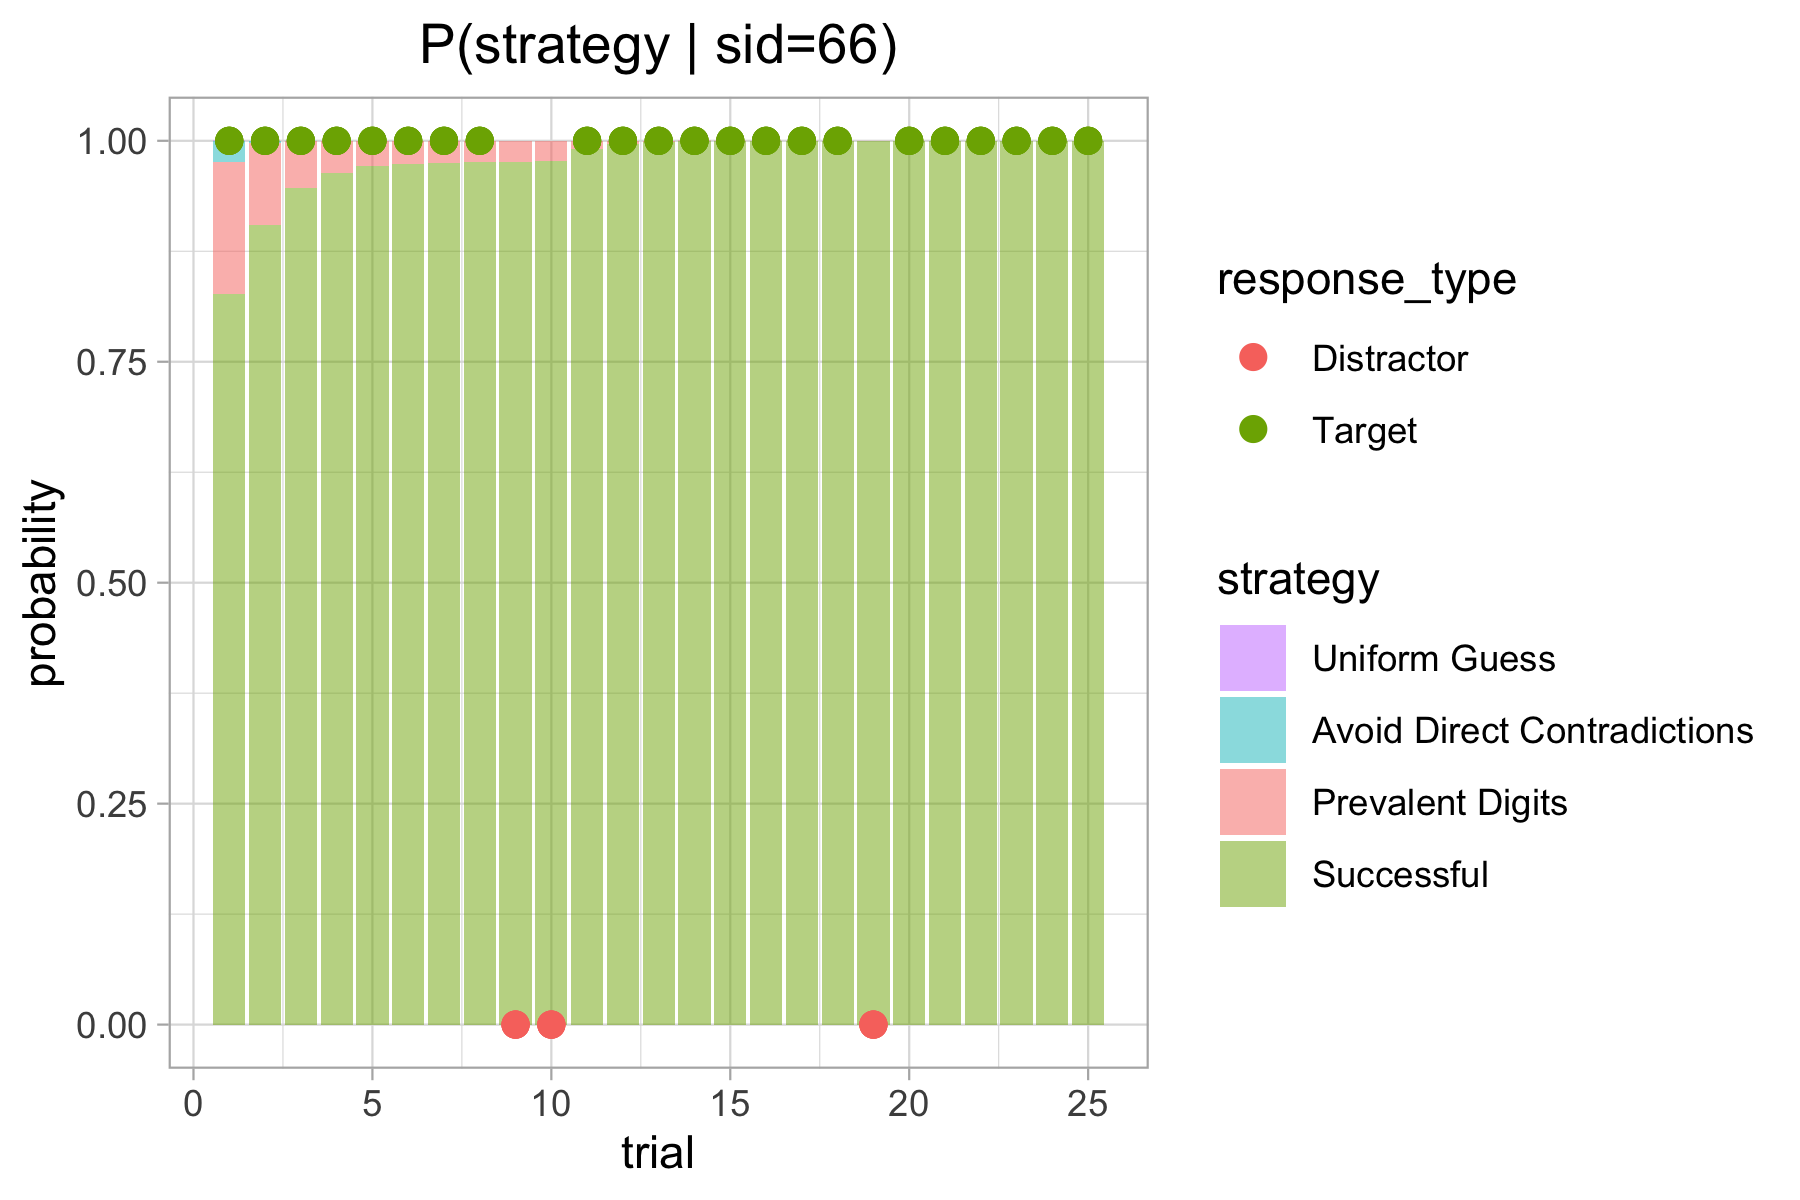 P(strategy | sid=66)
1.00
0.75
0.50
0.25
0.00
probability
0 5 10 15 20 25
trial
response_type
Distractor
Target
strategy
Uniform Guess
Avoid Direct Contradictions
Prevalent Digits
Successful